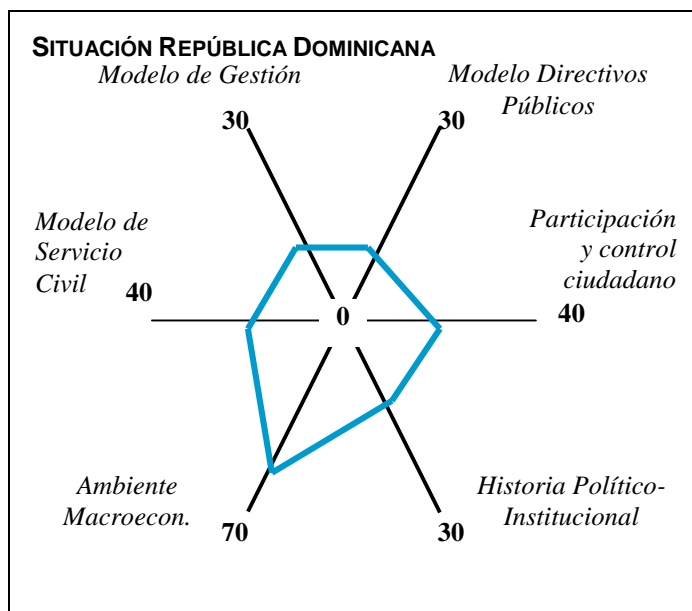 SITUACIÓN REPÚBLICA DOMINICANA
Modelo de Gestión
30
Modelo Directivos
Públicos
30
Modelo de
Servicio
Civil
40
Participación
y control
ciudadano
40
0
Ambiente
Macroecon.
70
Historia Político-
Institucional
30